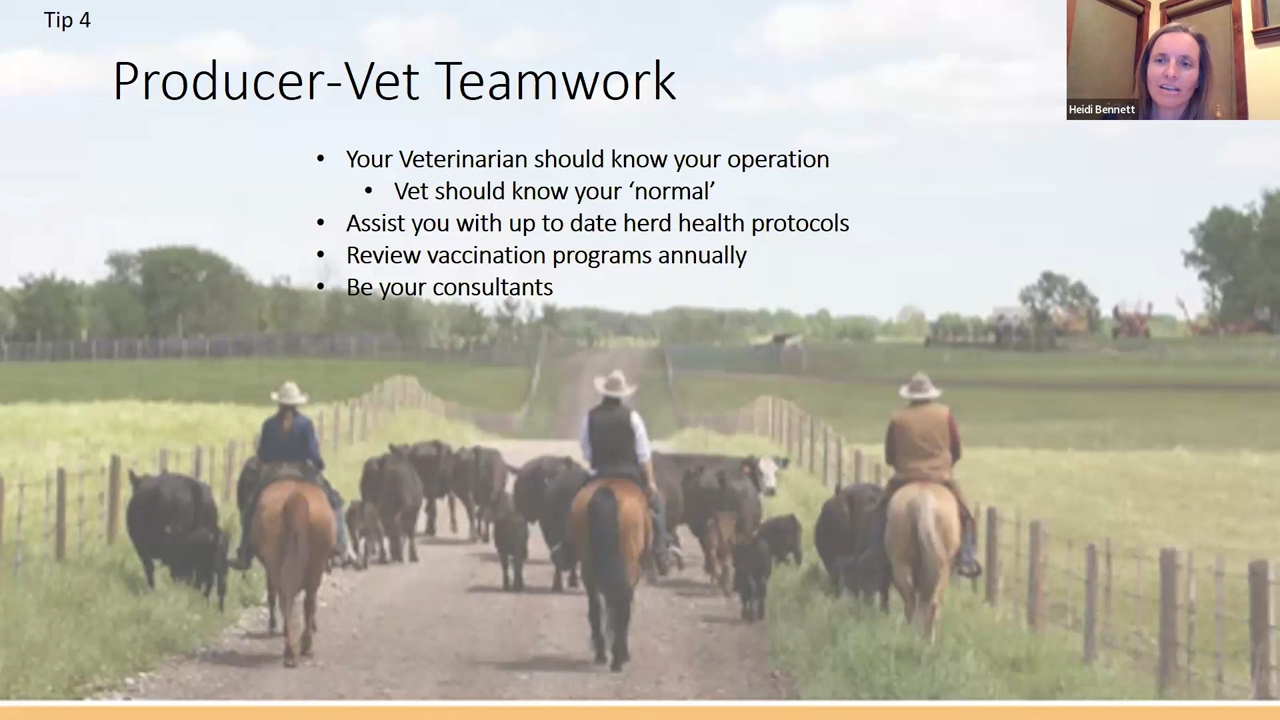 Tip 4
Producer-Vet Teamwork
Heidi Bennett
• Your Veterinarian should know your operation
• Vet should know your ‘normal’
• Assist you with up to date herd health protocols
• Review vaccination programs annually
• Be your consultants